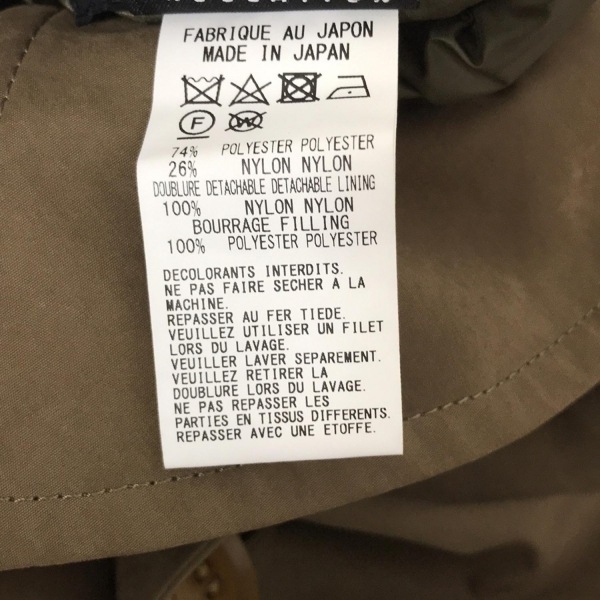 FABRIQUE AU JAPON
MADE IN JAPAN
F
W
74% POLYESTER POLYESTER
26% NYLON NYLON
DOUBLURE DETACHABLE DETACHABLE LINING
100% NYLON NYLON
BOURRAGE FILLING
100% POLYESTER POLYESTER
DECOLORANTS INTERDITS.
NE PAS FAIRE SECHER A LA
MACHINE.
REPASSER AU FER TIEDE.
VEUILLEZ UTILISER UN FILET
LORS DU LAVAGE.
VEUILLER LAVER SEPAREMENT.
VEUILLEZ RETIRER LA
DOUBLURE LORS DU LAVAGE.
NE PAS REPASSER LES
PARTIES EN TISSUS DIFFERENTS.
REPASSER AVEC UNE ETOFFE.